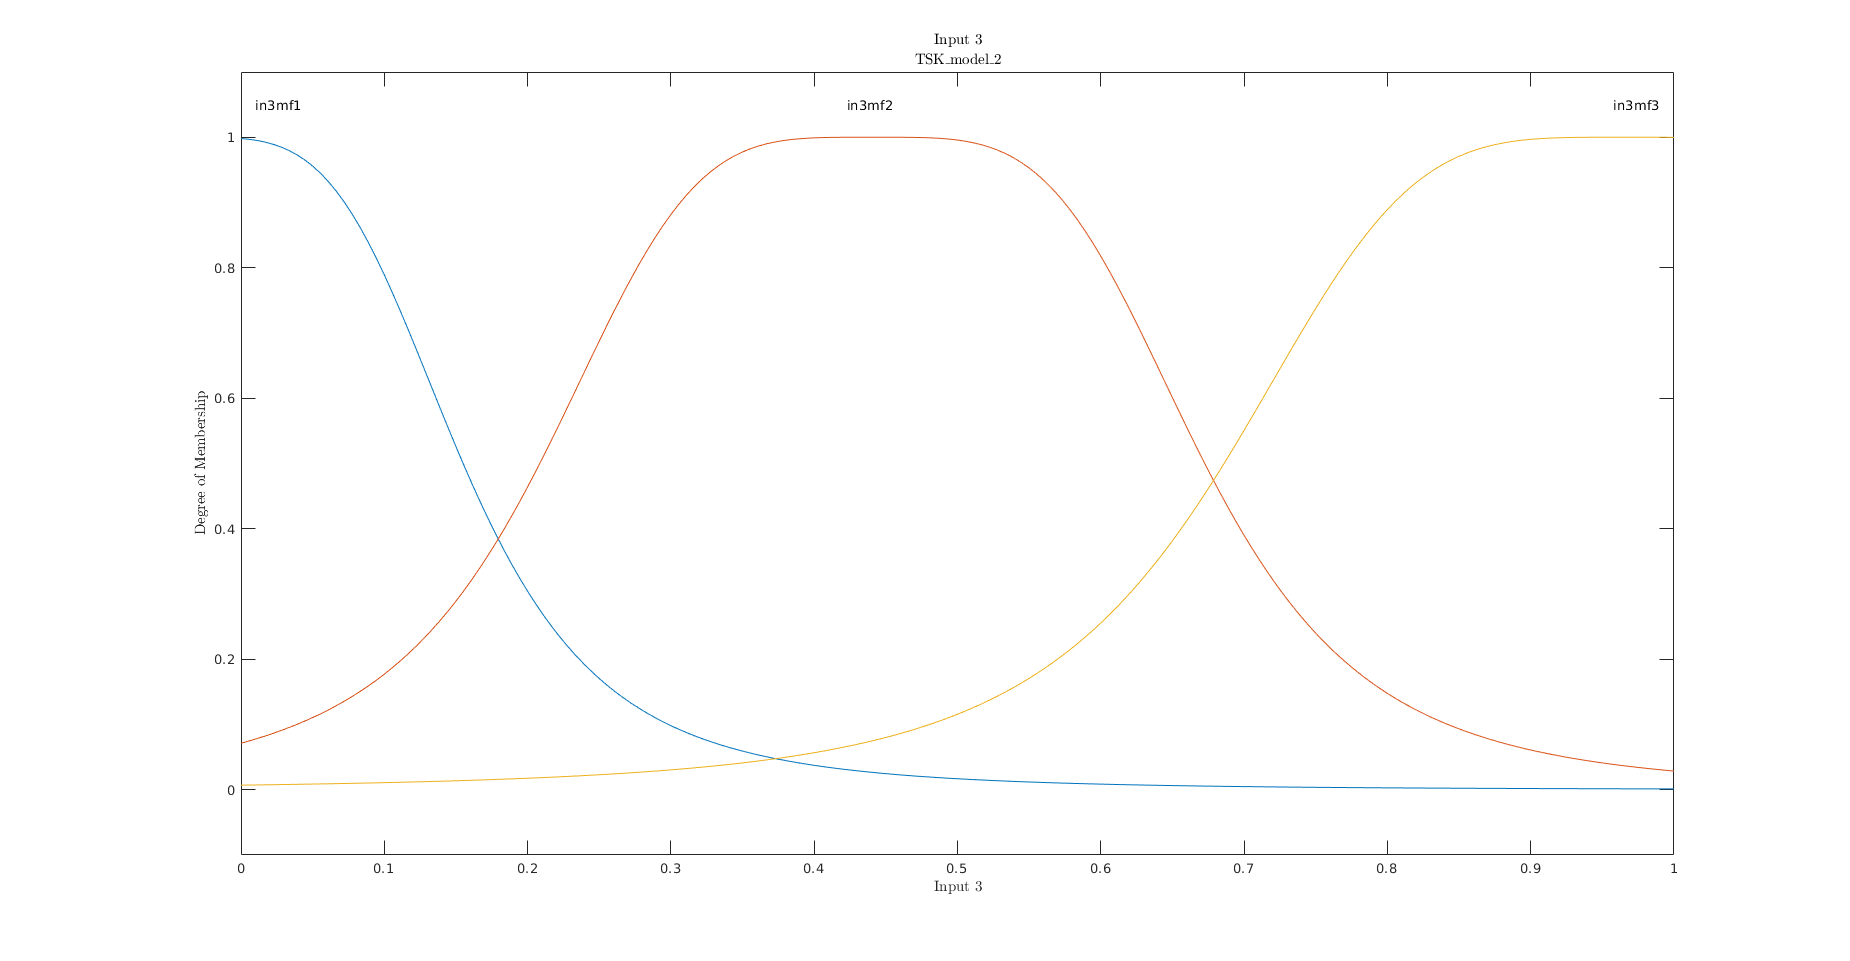 Input 3
TSK_model_2
in3mf1 in3mf2 in3mf3
1
0.8
0.6
0.4
0.2
0
Degree of Membership
0 0.1 0.2 0.3 0.4 0.5 0.6 0.7 0.8 0.9 1
Input 3